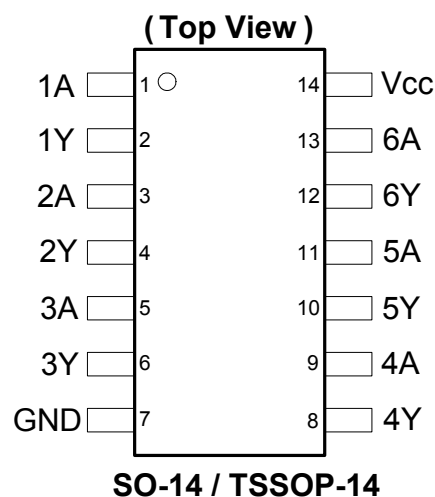 ( Top View )
1A 1 14 Vcc
1Y 2 13 6A
2A 3 12 6Y
2Y 4 11 5A
3A 5 10 5Y
3Y 6 9 4A
GND 7 8 4Y
SO-14 / TSSOP-14